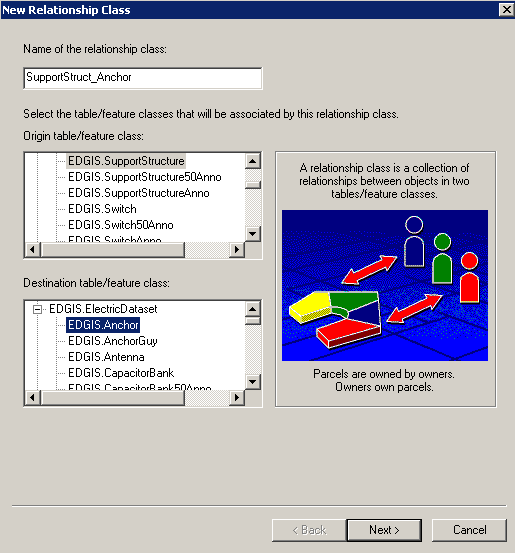 New Relationship Class
Name of the relationship class:
SupportStruct_Anchor
Select the table/feature classes that will be associated by this relationship class.
Origin table/feature class:
EDGIS.SupportStructure
EDGIS.SupportStructure50Anno
EDGIS.SupportStructureAnno
EDGIS.Switch
EDGIS.Switch50Anno
EDGIS.SwitchAnno
Destination table/feature class:
EDGIS.ElectricDataset
EDGIS.Anchor
EDGIS.AnchorGuy
EDGIS.Antenna
EDGIS.CapacitorBank
EDGIS.CapacitorBank50Anno
A relationship class is a collection of
relationships between objects in two
tables/feature classes.
Parcels are owned by owners.
Owners own parcels.
< Back
Next >
Cancel